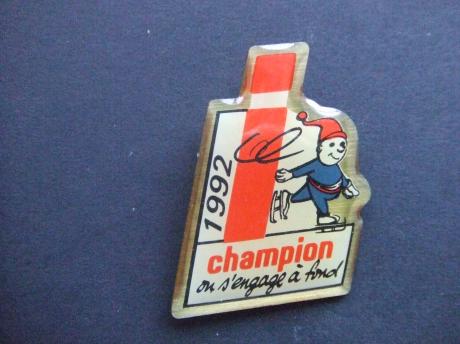 1992
champion
on s'engage à fond